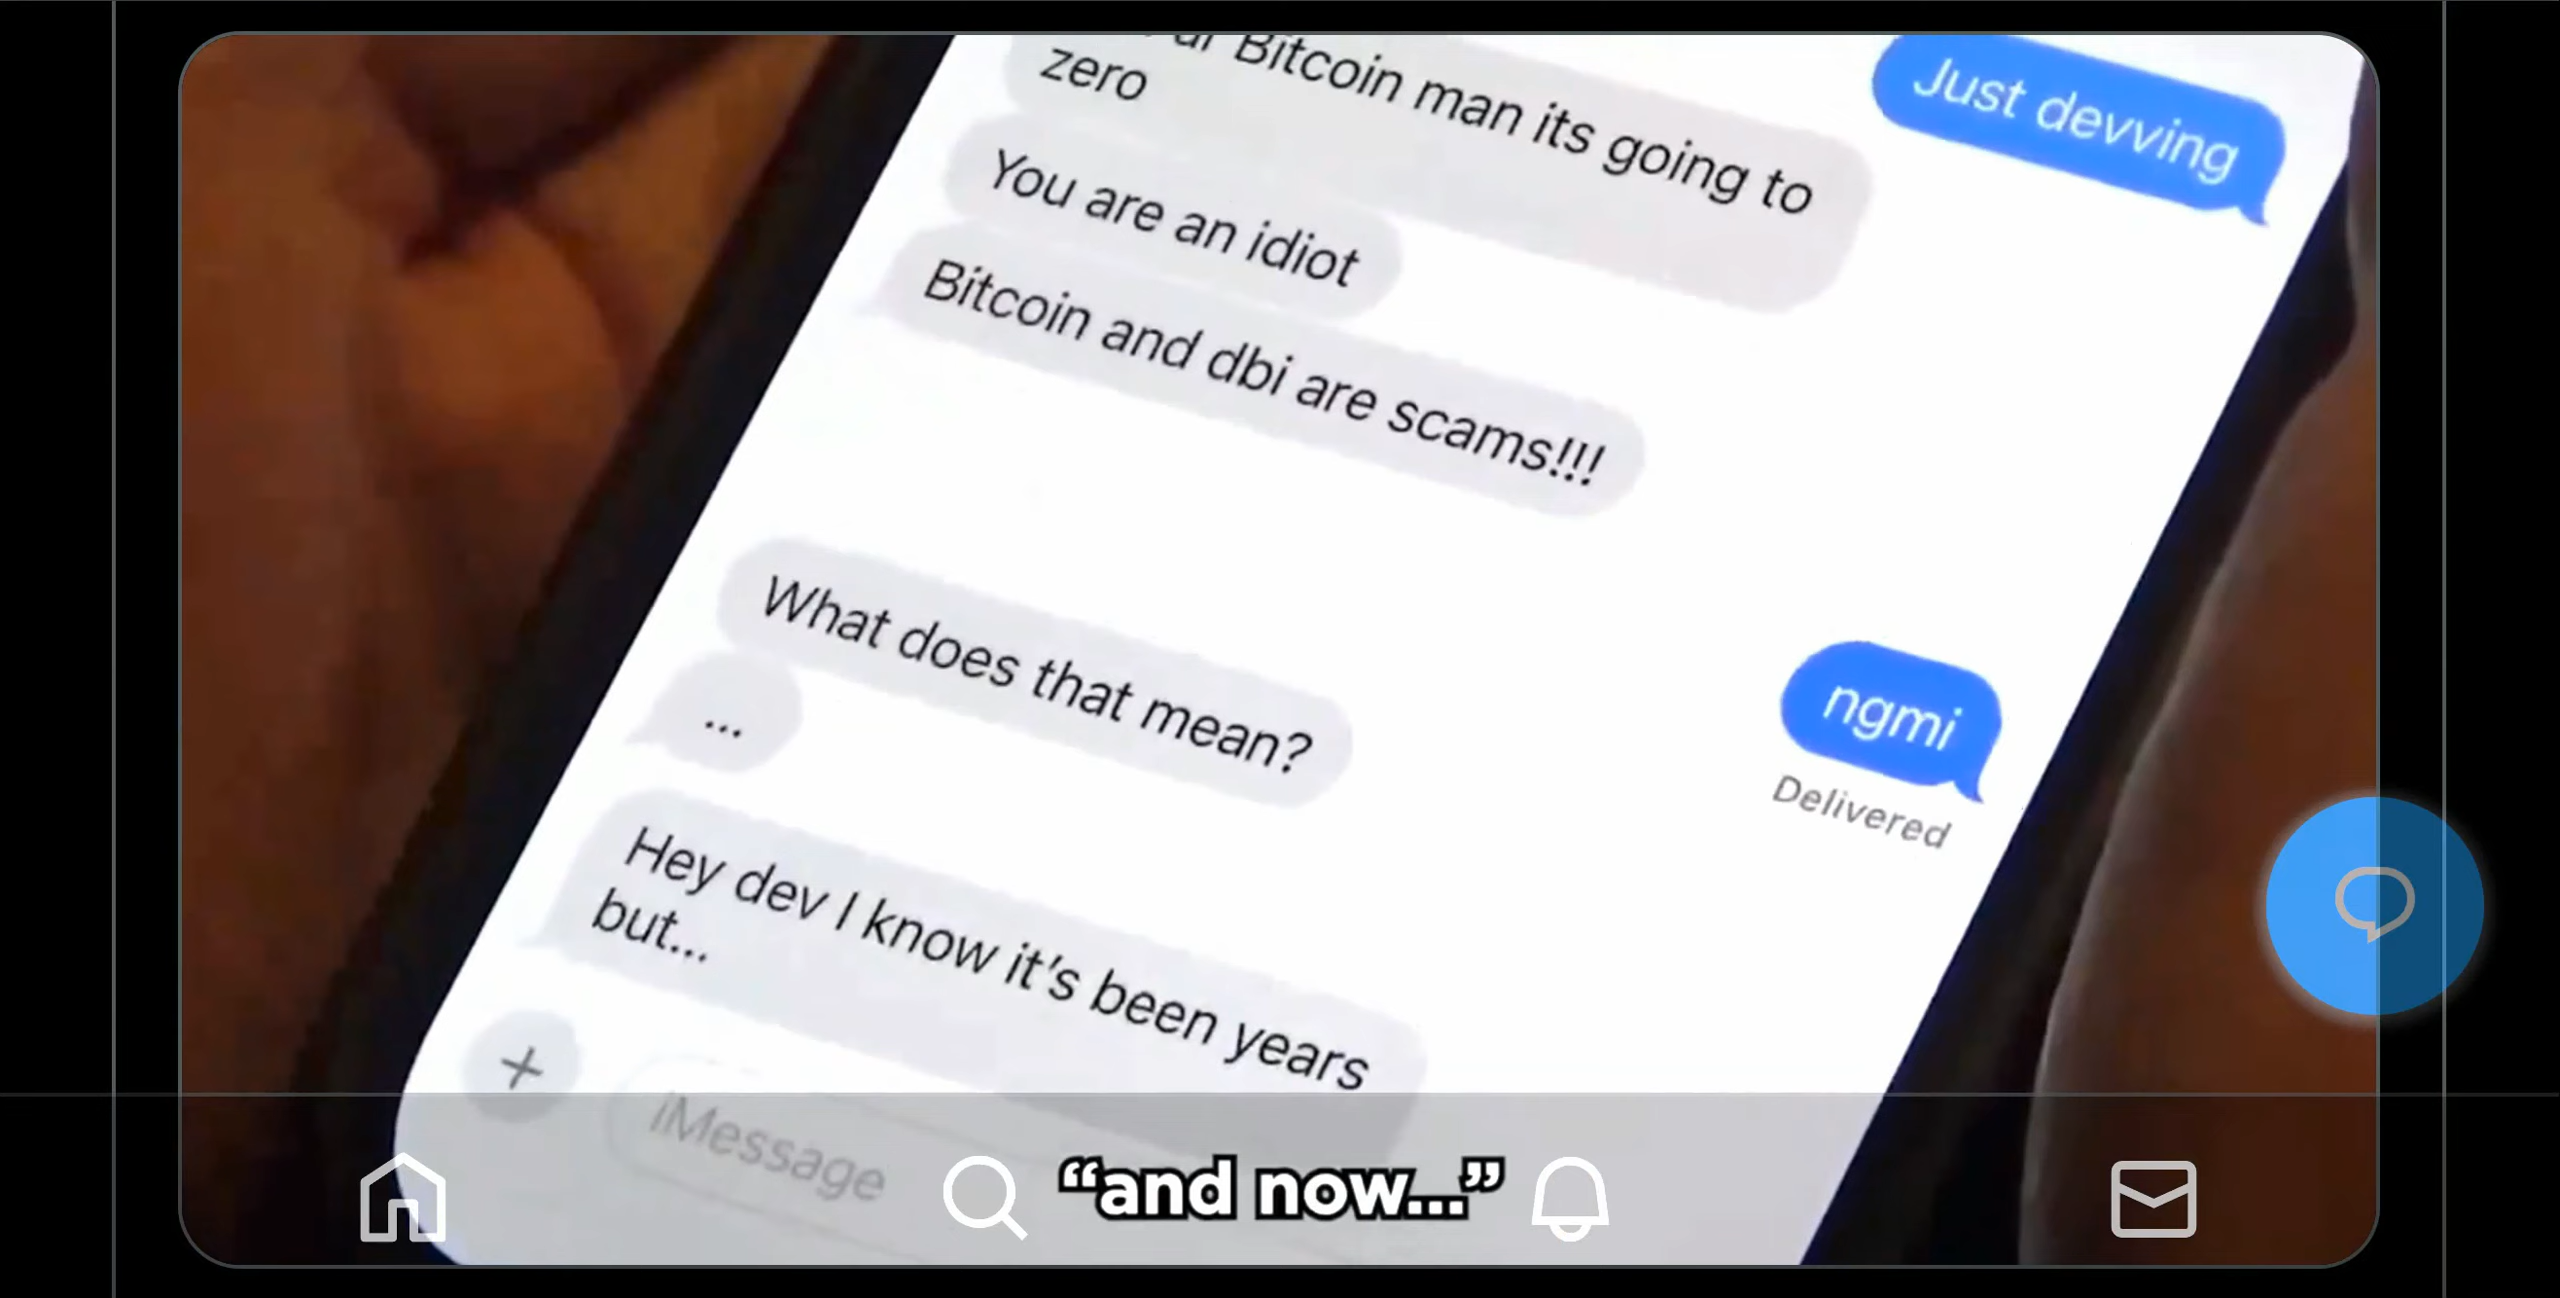 Just devving
Bitcoin man its going to
zero
You are an idiot
Bitcoin and dbi are scams!!!
ngmi
Delivered
What does that mean?
...
Hey dev I know it's been years
but...
+
iMessage
“and now...”